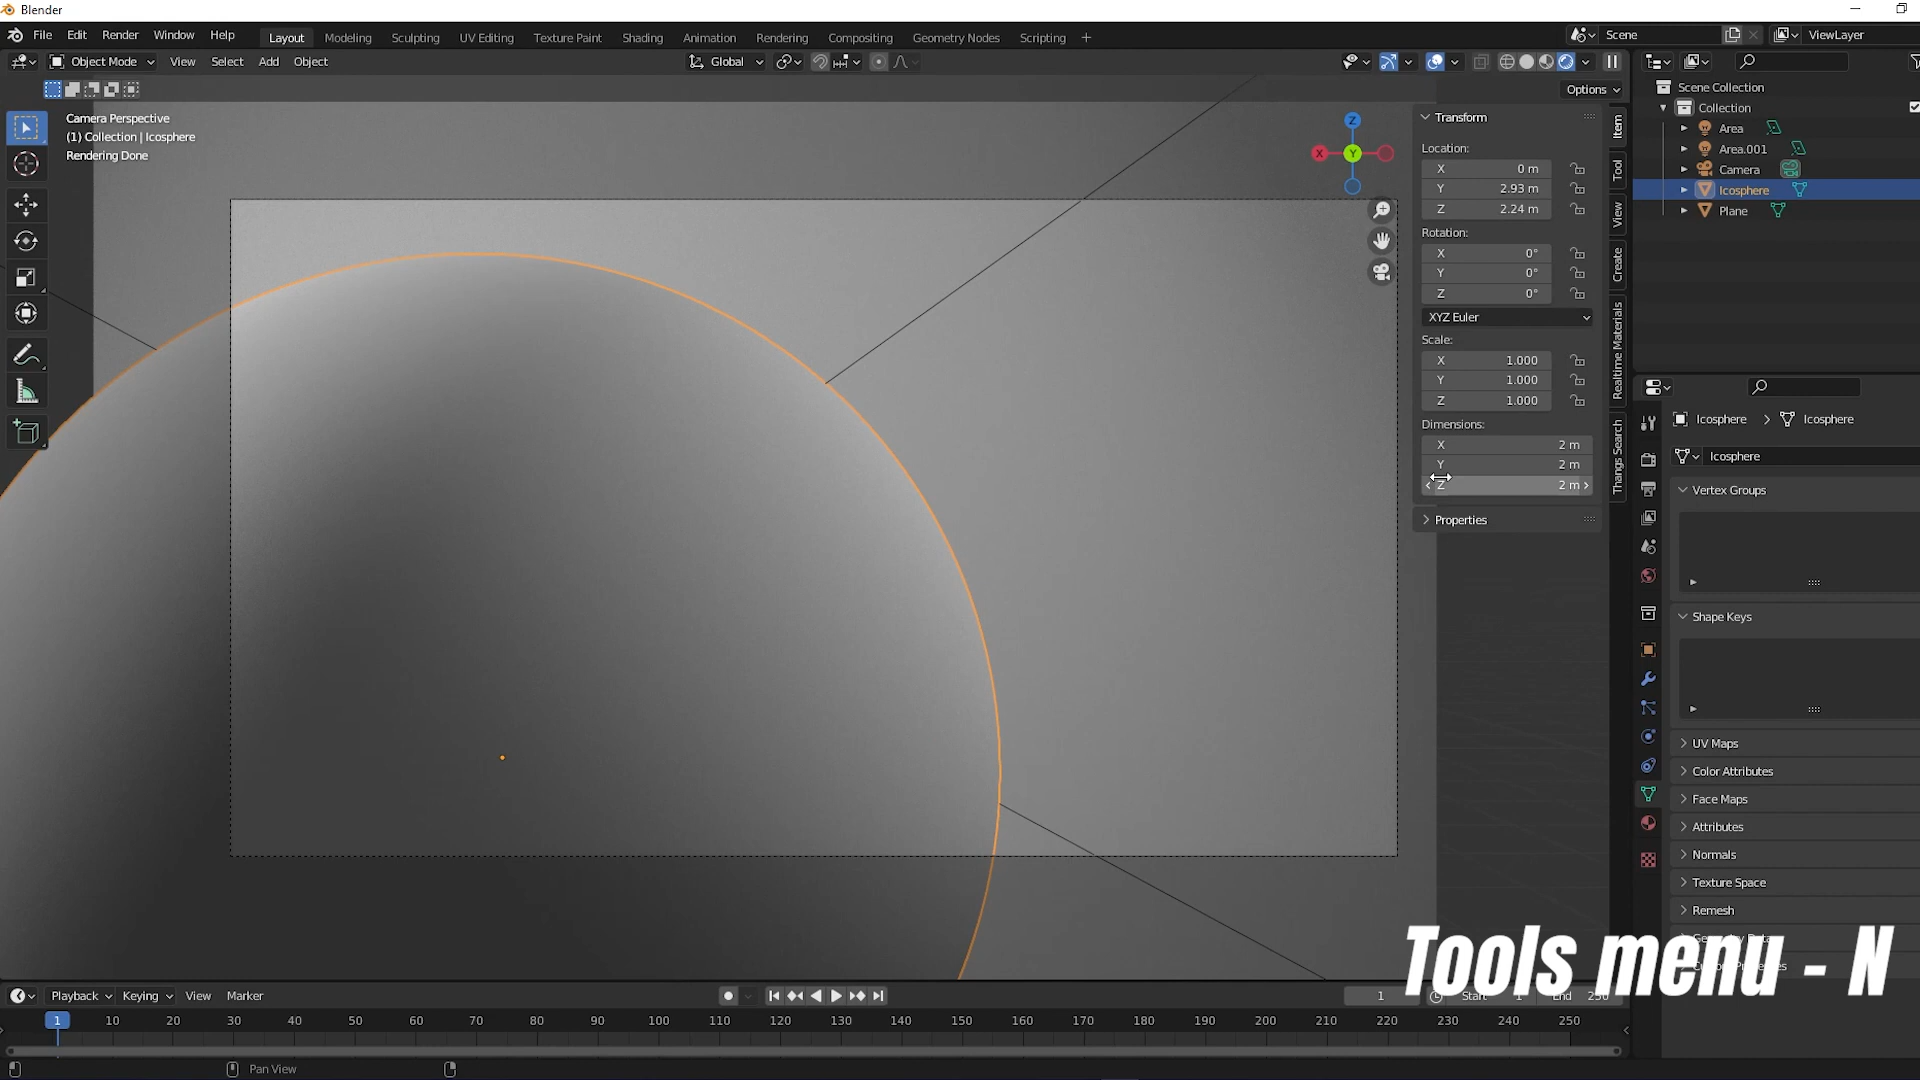 Blender
File Edit Render Window Help
Layout Modeling Sculpting UV Editing Texture Paint Shading Animation Rendering Compositing Geometry Nodes Scripting +
Scene
ViewLayer
Object Mode View Select Add Object
Global
Options
Camera Perspective
(1) Collection | Icosphere
Rendering Done
Z
X
Y
Transform
Location:
X 0 m
Y 2.93 m
Z 2.24 m
Rotation:
X 0°
Y 0°
Z 0°
XYZ Euler
Scale:
X 1.000
Y 1.000
Z 1.000
Dimensions:
X 2 m
Y 2 m
Z 2 m
Properties
Item
Tool
View
Create
Realtime Materials
Thangs Search
Scene Collection
Collection
Area
Area.001
Camera
Icosphere
Plane
Icosphere > Icosphere
Icosphere
Vertex Groups
Shape Keys
UV Maps
Color Attributes
Face Maps
Attributes
Normals
Texture Space
Remesh
Tools menu - N
Playback Keying View Marker
1 Start 1 End 250
1 10 20 30 40 50 60 70 80 90 100 110 120 130 140 150 160 170 180 190 200 210 220 230 240 250
Pan View